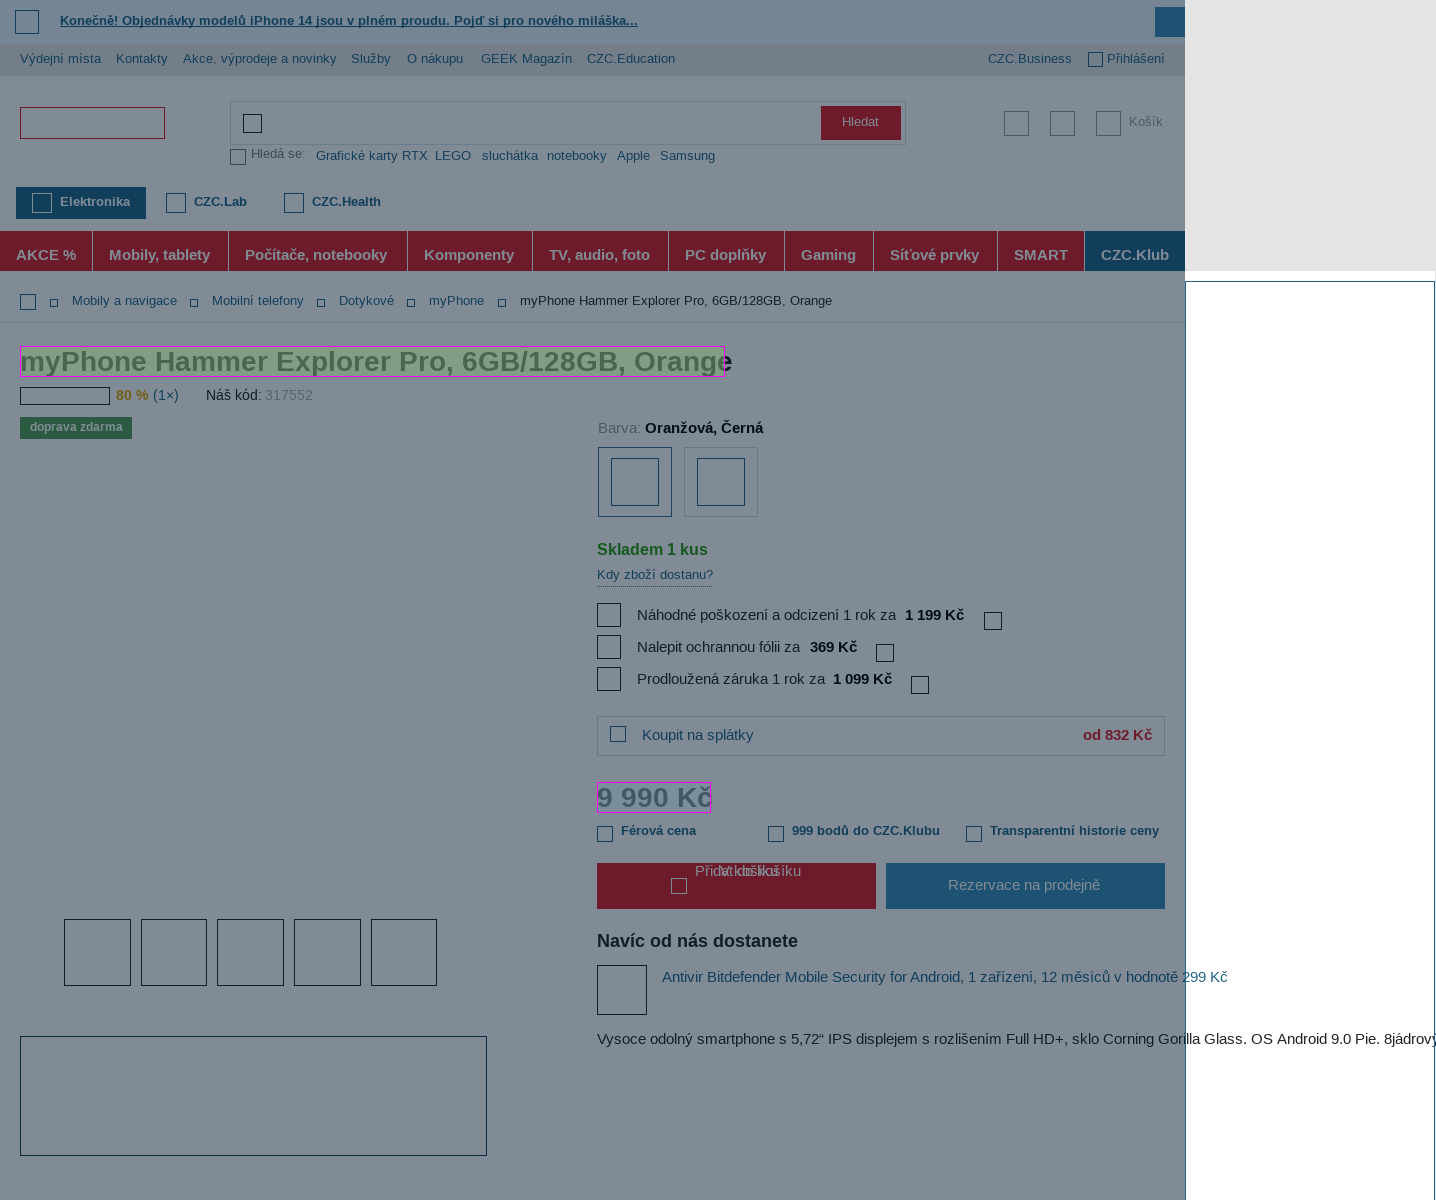 Konečně! Objednávky modelů iPhone 14 jsou v plném proudu. Pojď si pro nového miláška...
Výdejní místa Kontakty Akce, výprodeje a novinky Služby O nákupu GEEK Magazín CZC.Education CZC.Business Přihlášení
Hledat Košík
Hledá se: Grafické karty RTX LEGO sluchátka notebooky Apple Samsung
Elektronika CZC.Lab CZC.Health
AKCE % Mobily, tablety Počítače, notebooky Komponenty TV, audio, foto PC doplňky Gaming Síťové prvky SMART CZC.Klub
Mobily a navigace Mobilní telefony Dotykové myPhone myPhone Hammer Explorer Pro, 6GB/128GB, Orange
myPhone Hammer Explorer Pro, 6GB/128GB, Orange
80 % (1×) Náš kód: 317552
doprava zdarma
Barva: Oranžová, Černá
Skladem 1 kus
Kdy zboží dostanu?
Náhodné poškození a odcizení 1 rok za 1 199 Kč
Nalepit ochrannou fólii za 369 Kč
Prodloužená záruka 1 rok za 1 099 Kč
Koupit na splátky od 832 Kč
9 990 Kč
Férová cena 999 bodů do CZC.Klubu Transparentní historie ceny
Přidat do košíku
V košíku
Rezervace na prodejně
Navíc od nás dostanete
Antivir Bitdefender Mobile Security for Android, 1 zařízení, 12 měsíců v hodnotě 299 Kč
Vysoce odolný smartphone s 5,72“ IPS displejem s rozlišením Full HD+, sklo Corning Gorilla Glass. OS Android 9.0 Pie. 8jádrový